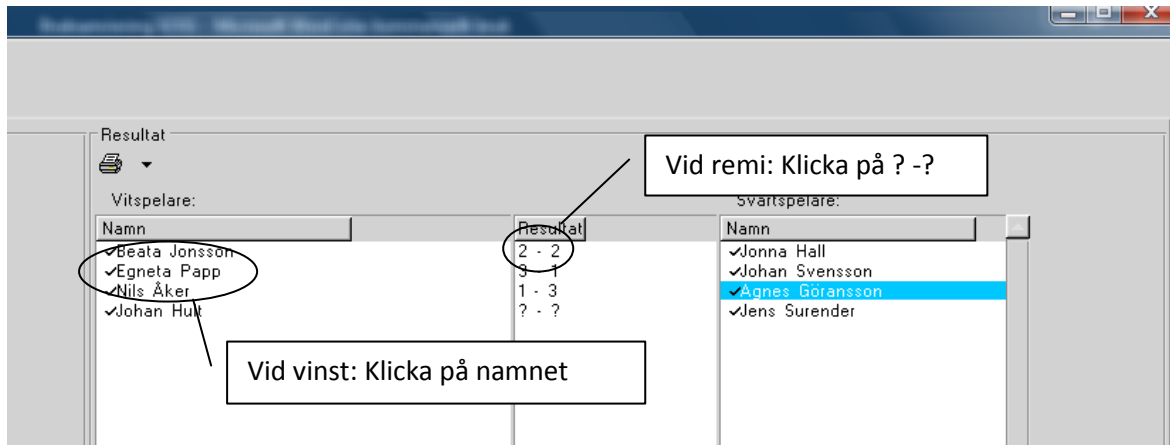 Resultat
Vid remi: Klicka på ? -?
Vitspelare:
Svartspelare:
Namn Resultat Namn
✓Beata Jonsson 2 - 2 ✓Jonna Hall
✓Egneta Papp 3 - 1 ✓Johan Svensson
✓Nils Åker 1 - 3 ✓Agnes Göransson
✓Johan Hult ? - ? ✓Jens Surender
Vid vinst: Klicka på namnet